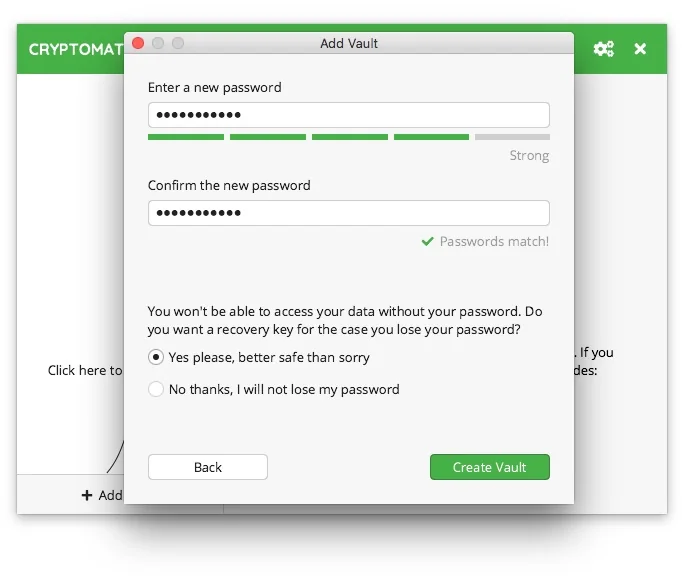 Add Vault
CRYPTOMAT
Enter a new password
Strong
Confirm the new password
Passwords match!
You won't be able to access your data without your password. Do
you want a recovery key for the case you lose your password?
. If you
Click here to
des:
Yes please, better safe than sorry
No thanks, I will not lose my password
Back
Create Vault
Add